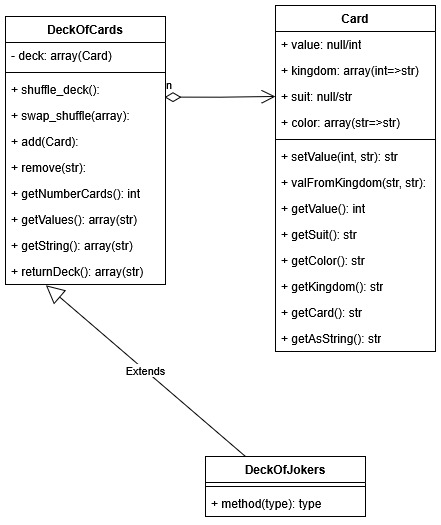 DeckOfCards
- deck: array(Card)
+ shuffle_deck():
+ swap_shuffle(array):
+ add(Card):
+ remove(str):
+ getNumberCards(): int
+ getValues(): array(str)
+ getString(): array(str)
+ returnDeck(): array(str)
n
Card
+ value: null/int
+ kingdom: array(int=>str)
+ suit: null/str
+ color: array(str=>str)
+ setValue(int, str): str
+ valFromKingdom(str, str):
+ getValue(): int
+ getSuit(): str
+ getColor(): str
+ getKingdom(): str
+ getCard(): str
+ getAsString(): str
Extends
DeckOfJokers
+ method(type): type